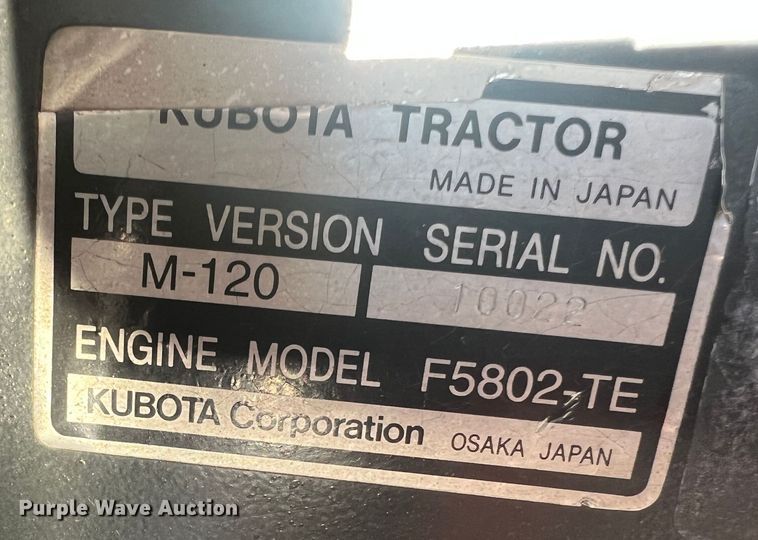 KUBOTA TRACTOR
MADE IN JAPAN
TYPE VERSION SERIAL NO.
M-120 10022
ENGINE MODEL F5802-TE
KUBOTA Corporation OSAKA JAPAN
Purple Wave Auction